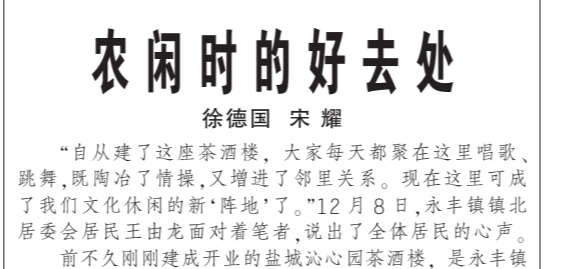 农闲时的好去处
徐德国 宋 耀
“自从建了这座茶酒楼，大家每天都聚在这里唱歌、
跳舞,既陶冶了情操,又增进了邻里关系。现在这里可成
了我们文化休闲的新‘阵地’了。”12月8日,永丰镇镇北
居委会居民王由龙面对着笔者,说出了全体居民的心声。
前不久刚刚建成开业的盐城沁心园茶酒楼，是永丰镇